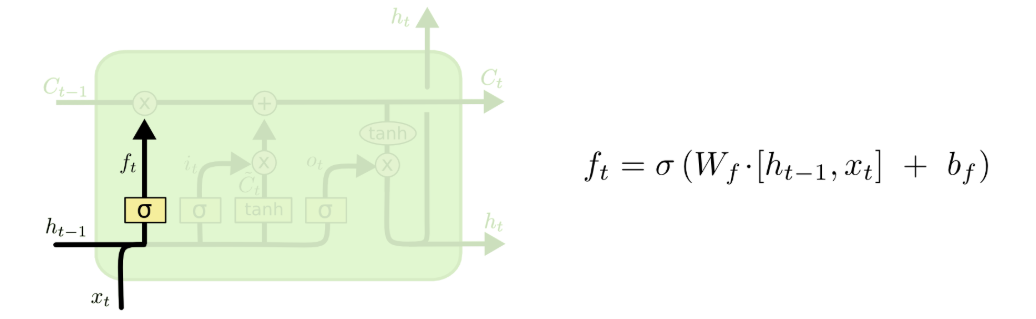 h_t
C_{t-1} × + C_t
tanh
f_t i_t × C̃_t o_t ×
σ σ tanh σ
h_{t-1} h_t
x_t
f_t = σ (W_f · [h_{t-1}, x_t] + b_f)